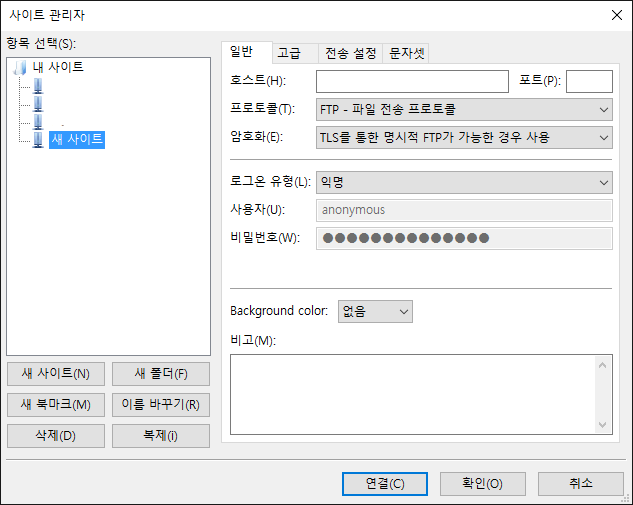 사이트 관리자
항목 선택(S):
내 사이트
새 사이트
새 사이트(N)
새 폴더(F)
새 북마크(M)
이름 바꾸기(R)
삭제(D)
복제(i)
일반
고급
전송 설정
문자셋
호스트(H):
포트(P):
프로토콜(T):
FTP - 파일 전송 프로토콜
암호화(E):
TLS을 통한 명시적 FTP가 가능한 경우 사용
로그온 유형(L):
익명
사용자(U):
anonymous
비밀번호(W):
●●●●●●●●●●●●●●
Background color:
없음
비고(M):
연결(C)
확인(O)
취소